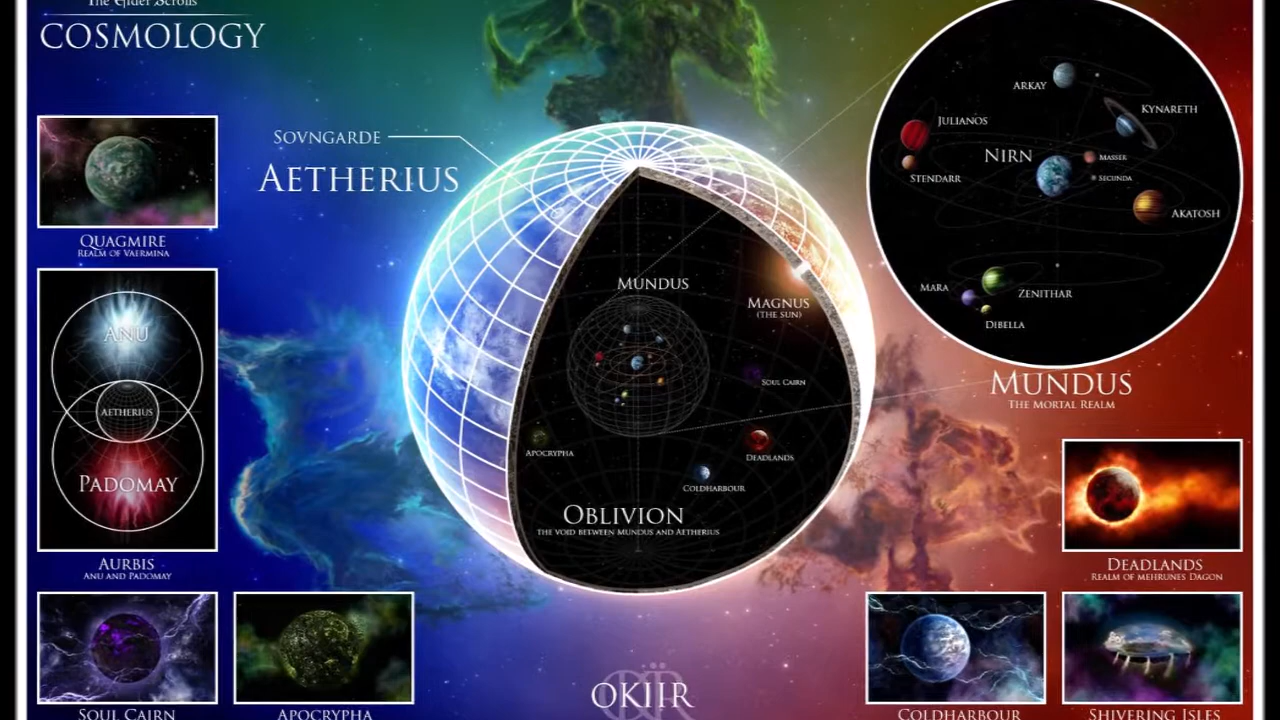 The Elder Scrolls
COSMOLOGY
SOVNGARDE
AETHERIUS
QUAGMIRE
REALM OF VAERMINA
ANU
AETHERIUS
PADOMAY
AURBIS
ANU AND PADOMAY
SOUL CAIRN
APOCRYPHA
MUNDUS
MAGNUS
(THE SUN)
SOUL CAIRN
APOCRYPHA
DEADLANDS
COLDHARBOUR
OBLIVION
THE VOID BETWEEN MUNDUS AND AETHERIUS
OKIIR
ARKAY
KYNARETH
JULIANOS
NIRN
MASSER
SECUNDA
STENDARR
AKATOSH
MARA
ZENITHAR
DIBELLA
MUNDUS
THE MORTAL REALM
DEADLANDS
REALM OF MEHRUNES DAGON
COLDHARBOUR
SHIVERING ISLES